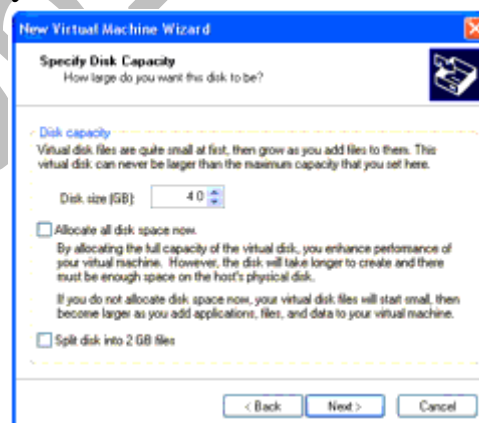 New Virtual Machine Wizard
Specify Disk Capacity
How large do you want this disk to be?
Disk capacity
Virtual disk files are quite small at first, then grow as you add files to them. This
virtual disk can never be larger than the maximum capacity that you set here.
Disk size (GB): 4.0
Allocate all disk space now.
By allocating the full capacity of the virtual disk, you enhance performance of
your virtual machine. However, the disk will take longer to create and there
must be enough space on the host's physical disk.
If you do not allocate disk space now, your virtual disk files will start small, then
become larger as you add applications, files, and data to your virtual machine.
Split disk into 2 GB files
< Back Next > Cancel